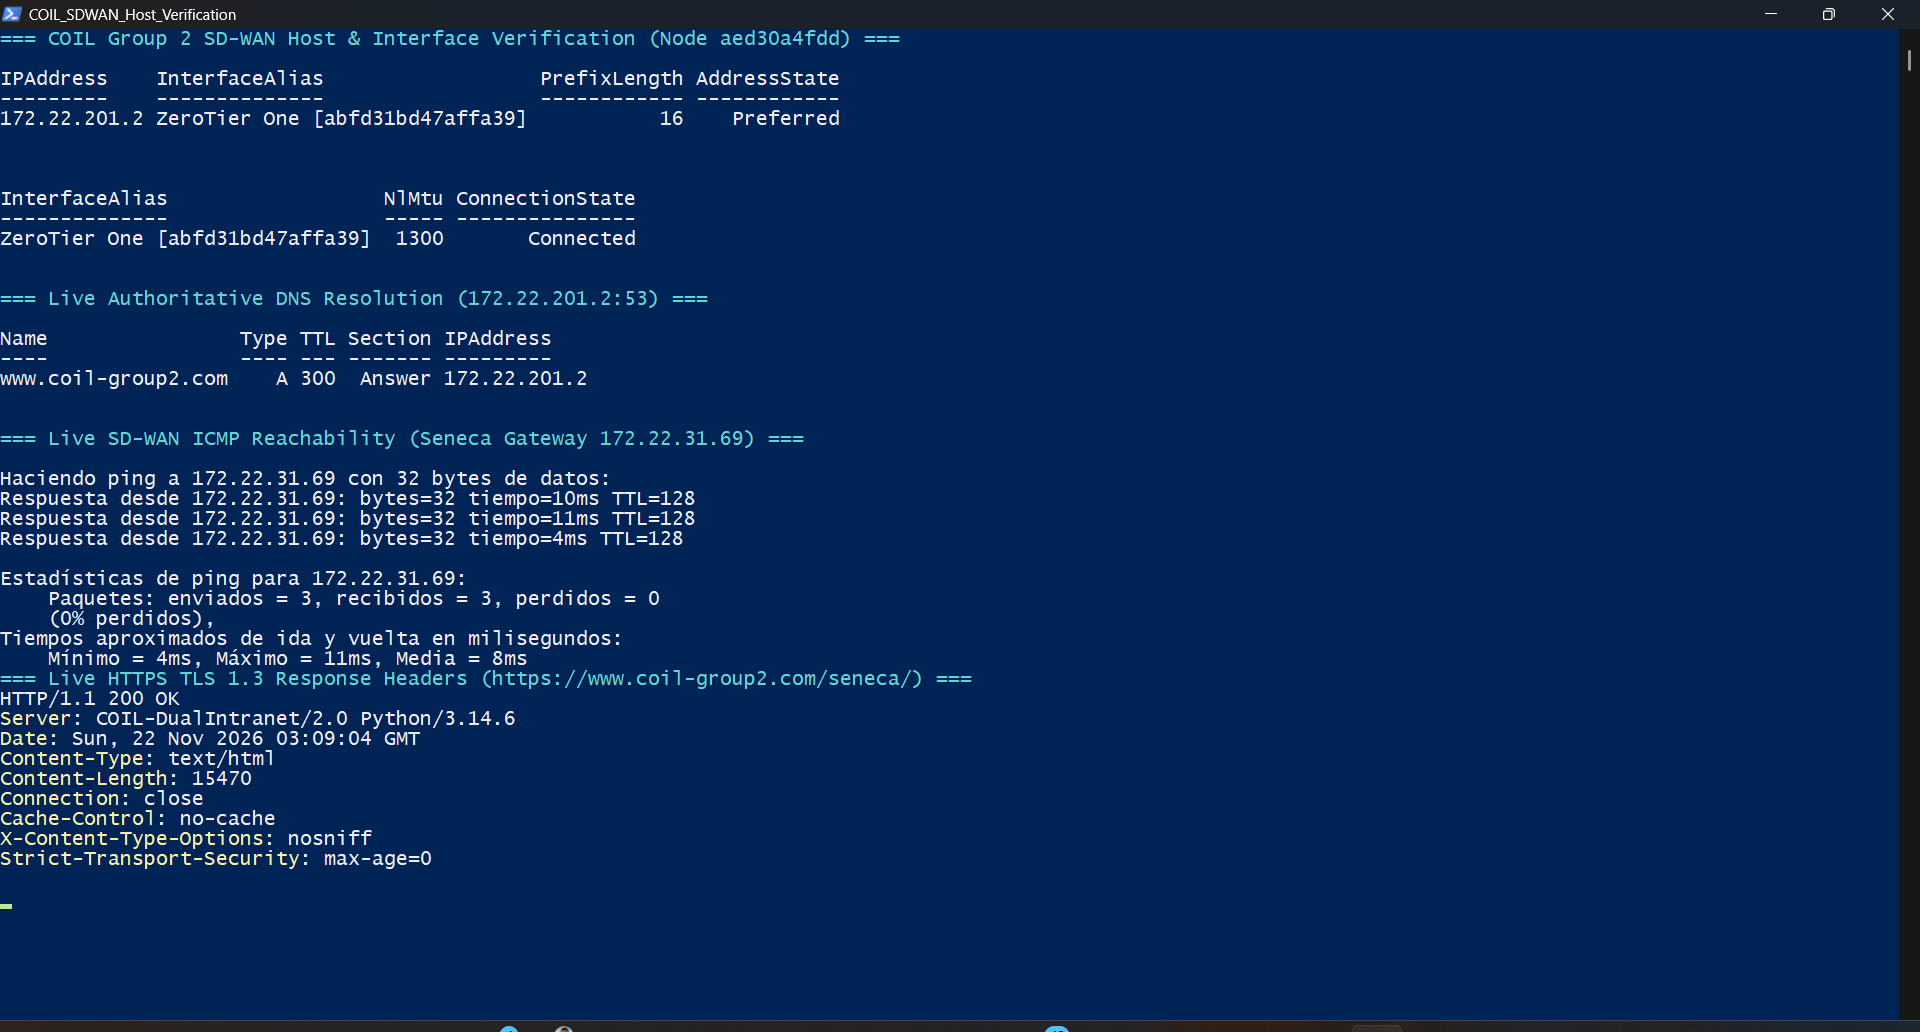 COIL_SDWAN_Host_Verification
=== COIL Group 2 SD-WAN Host & Interface Verification (Node aed30a4fdd) ===
IPAddress    InterfaceAlias                  PrefixLength AddressState
---------    --------------                  ------------ ------------
172.22.201.2 ZeroTier One [abfd31bd47affa39]           16    Preferred
InterfaceAlias                  NlMtu ConnectionState
--------------                  ----- ---------------
ZeroTier One [abfd31bd47affa39]  1300       Connected
=== Live Authoritative DNS Resolution (172.22.201.2:53) ===
Name                Type TTL Section IPAddress
----                ---- --- ------- ---------
www.coil-group2.com    A 300  Answer 172.22.201.2
=== Live SD-WAN ICMP Reachability (Seneca Gateway 172.22.31.69) ===
Haciendo ping a 172.22.31.69 con 32 bytes de datos:
Respuesta desde 172.22.31.69: bytes=32 tiempo=10ms TTL=128
Respuesta desde 172.22.31.69: bytes=32 tiempo=11ms TTL=128
Respuesta desde 172.22.31.69: bytes=32 tiempo=4ms TTL=128
Estadísticas de ping para 172.22.31.69:
    Paquetes: enviados = 3, recibidos = 3, perdidos = 0
    (0% perdidos),
Tiempos aproximados de ida y vuelta en milisegundos:
    Mínimo = 4ms, Máximo = 11ms, Media = 8ms
=== Live HTTPS TLS 1.3 Response Headers (https://www.coil-group2.com/seneca/) ===
HTTP/1.1 200 OK
Server: COIL-DualIntranet/2.0 Python/3.14.6
Date: Sun, 22 Nov 2026 03:09:04 GMT
Content-Type: text/html
Content-Length: 15470
Connection: close
Cache-Control: no-cache
X-Content-Type-Options: nosniff
Strict-Transport-Security: max-age=0